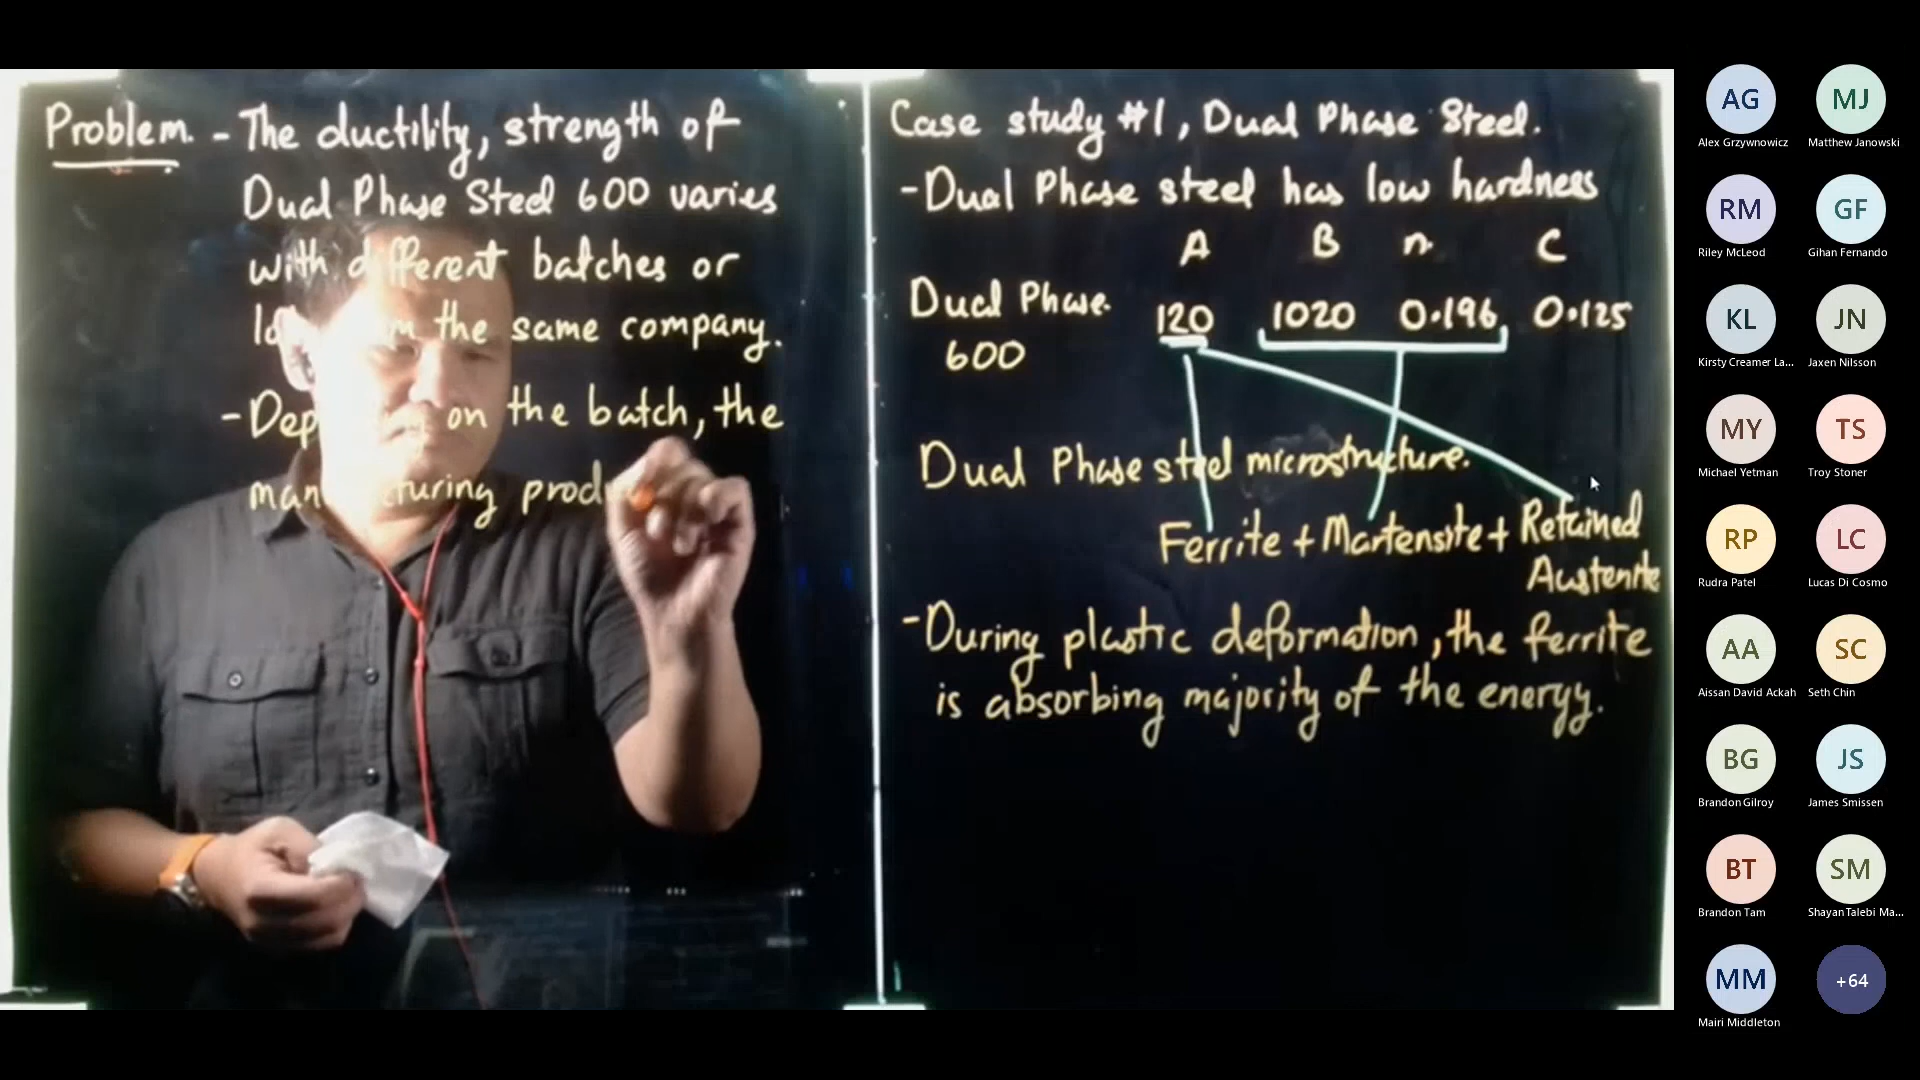 Problem. - The ductility, strength of
Dual Phase Steel 600 varies
with different batches or
the same company.
- on the batch, the
Case study #1, Dual Phase Steel.
- Dual Phase steel has low hardness
A B n C
Dual Phase 120 1020 0.196 0.125
600
Dual Phase steel microstructure.
Ferrite + Martensite + Retained
Austenite
- During plastic deformation, the ferrite
is absorbing majority of the energy.
AG MJ
Alex Grzywnowicz Matthew Janowski
RM GF
Riley McLeod Gihan Fernando
KL JN
Kirsty Creamer La... Jaxen Nilsson
MY TS
Michael Yetman Troy Stoner
RP LC
Rudra Patel Lucas Di Cosmo
AA SC
Aissan David Ackah Seth Chin
BG JS
Brandon Gilroy James Smissen
BT SM
Brandon Tam Shayan Talebi Ma...
MM +64
Mairi Middleton